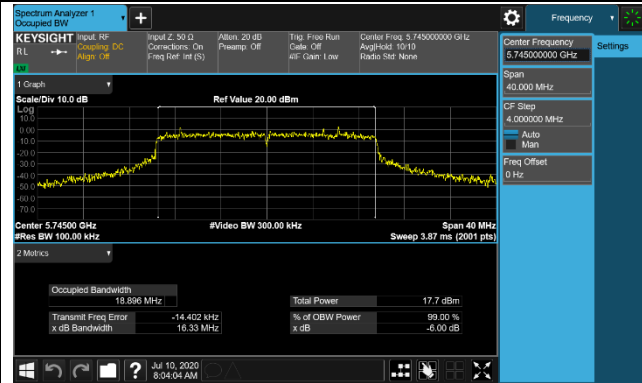 Spectrum Analyzer 1
Occupied BW
Frequency
KEYSIGHT
RL
LXI
Input: RF
Coupling: DC
Align: Off
Input Z: 50 Ω
Corrections: On
Freq Ref: Int (S)
Atten: 20 dB
Preamp: Off
Trig: Free Run
Gate: Off
#IF Gain: Low
Center Freq: 5.745000000 GHz
Avg|Hold: 10/10
Radio Std: None
Center Frequency
5.745000000 GHz
Settings
Span
40.000 MHz
CF Step
4.000000 MHz
Auto
Man
Freq Offset
0 Hz
1 Graph
Scale/Div 10.0 dB
Ref Value 20.00 dBm
Log
10.0
0.00
-10.0
-20.0
-30.0
-40.0
-50.0
-60.0
-70.0
Center 5.74500 GHz
#Video BW 300.00 kHz
Span 40 MHz
#Res BW 100.00 kHz
Sweep 3.87 ms (2001 pts)
2 Metrics
Occupied Bandwidth
18.896 MHz
Total Power 17.7 dBm
Transmit Freq Error -14.402 kHz
% of OBW Power 99.00 %
x dB Bandwidth 16.33 MHz
x dB -6.00 dB
?
Jul 10, 2020
8:04:04 AM